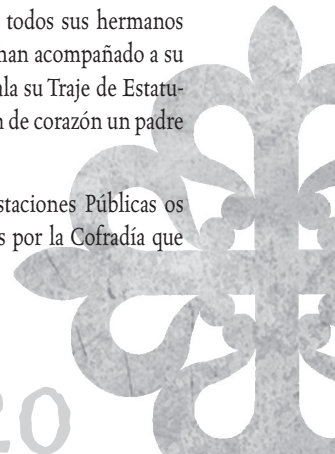 todos sus hermanos
han acompañado a su
ala su Traje de Estatu-
n de corazón un padre
staciones Públicas os
s por la Cofradía que
20